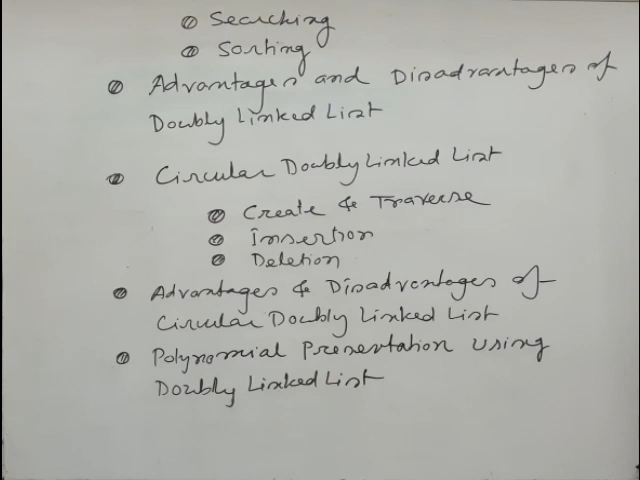 Searching
Sorting
Advantages and Disadvantages of
Doubly Linked List
Circular Doubly Linked List
Create & Traverse
Insertion
Deletion
Advantages & Disadvantages of
Circular Doubly Linked List
Polynomial Presentation using
Doubly Linked List